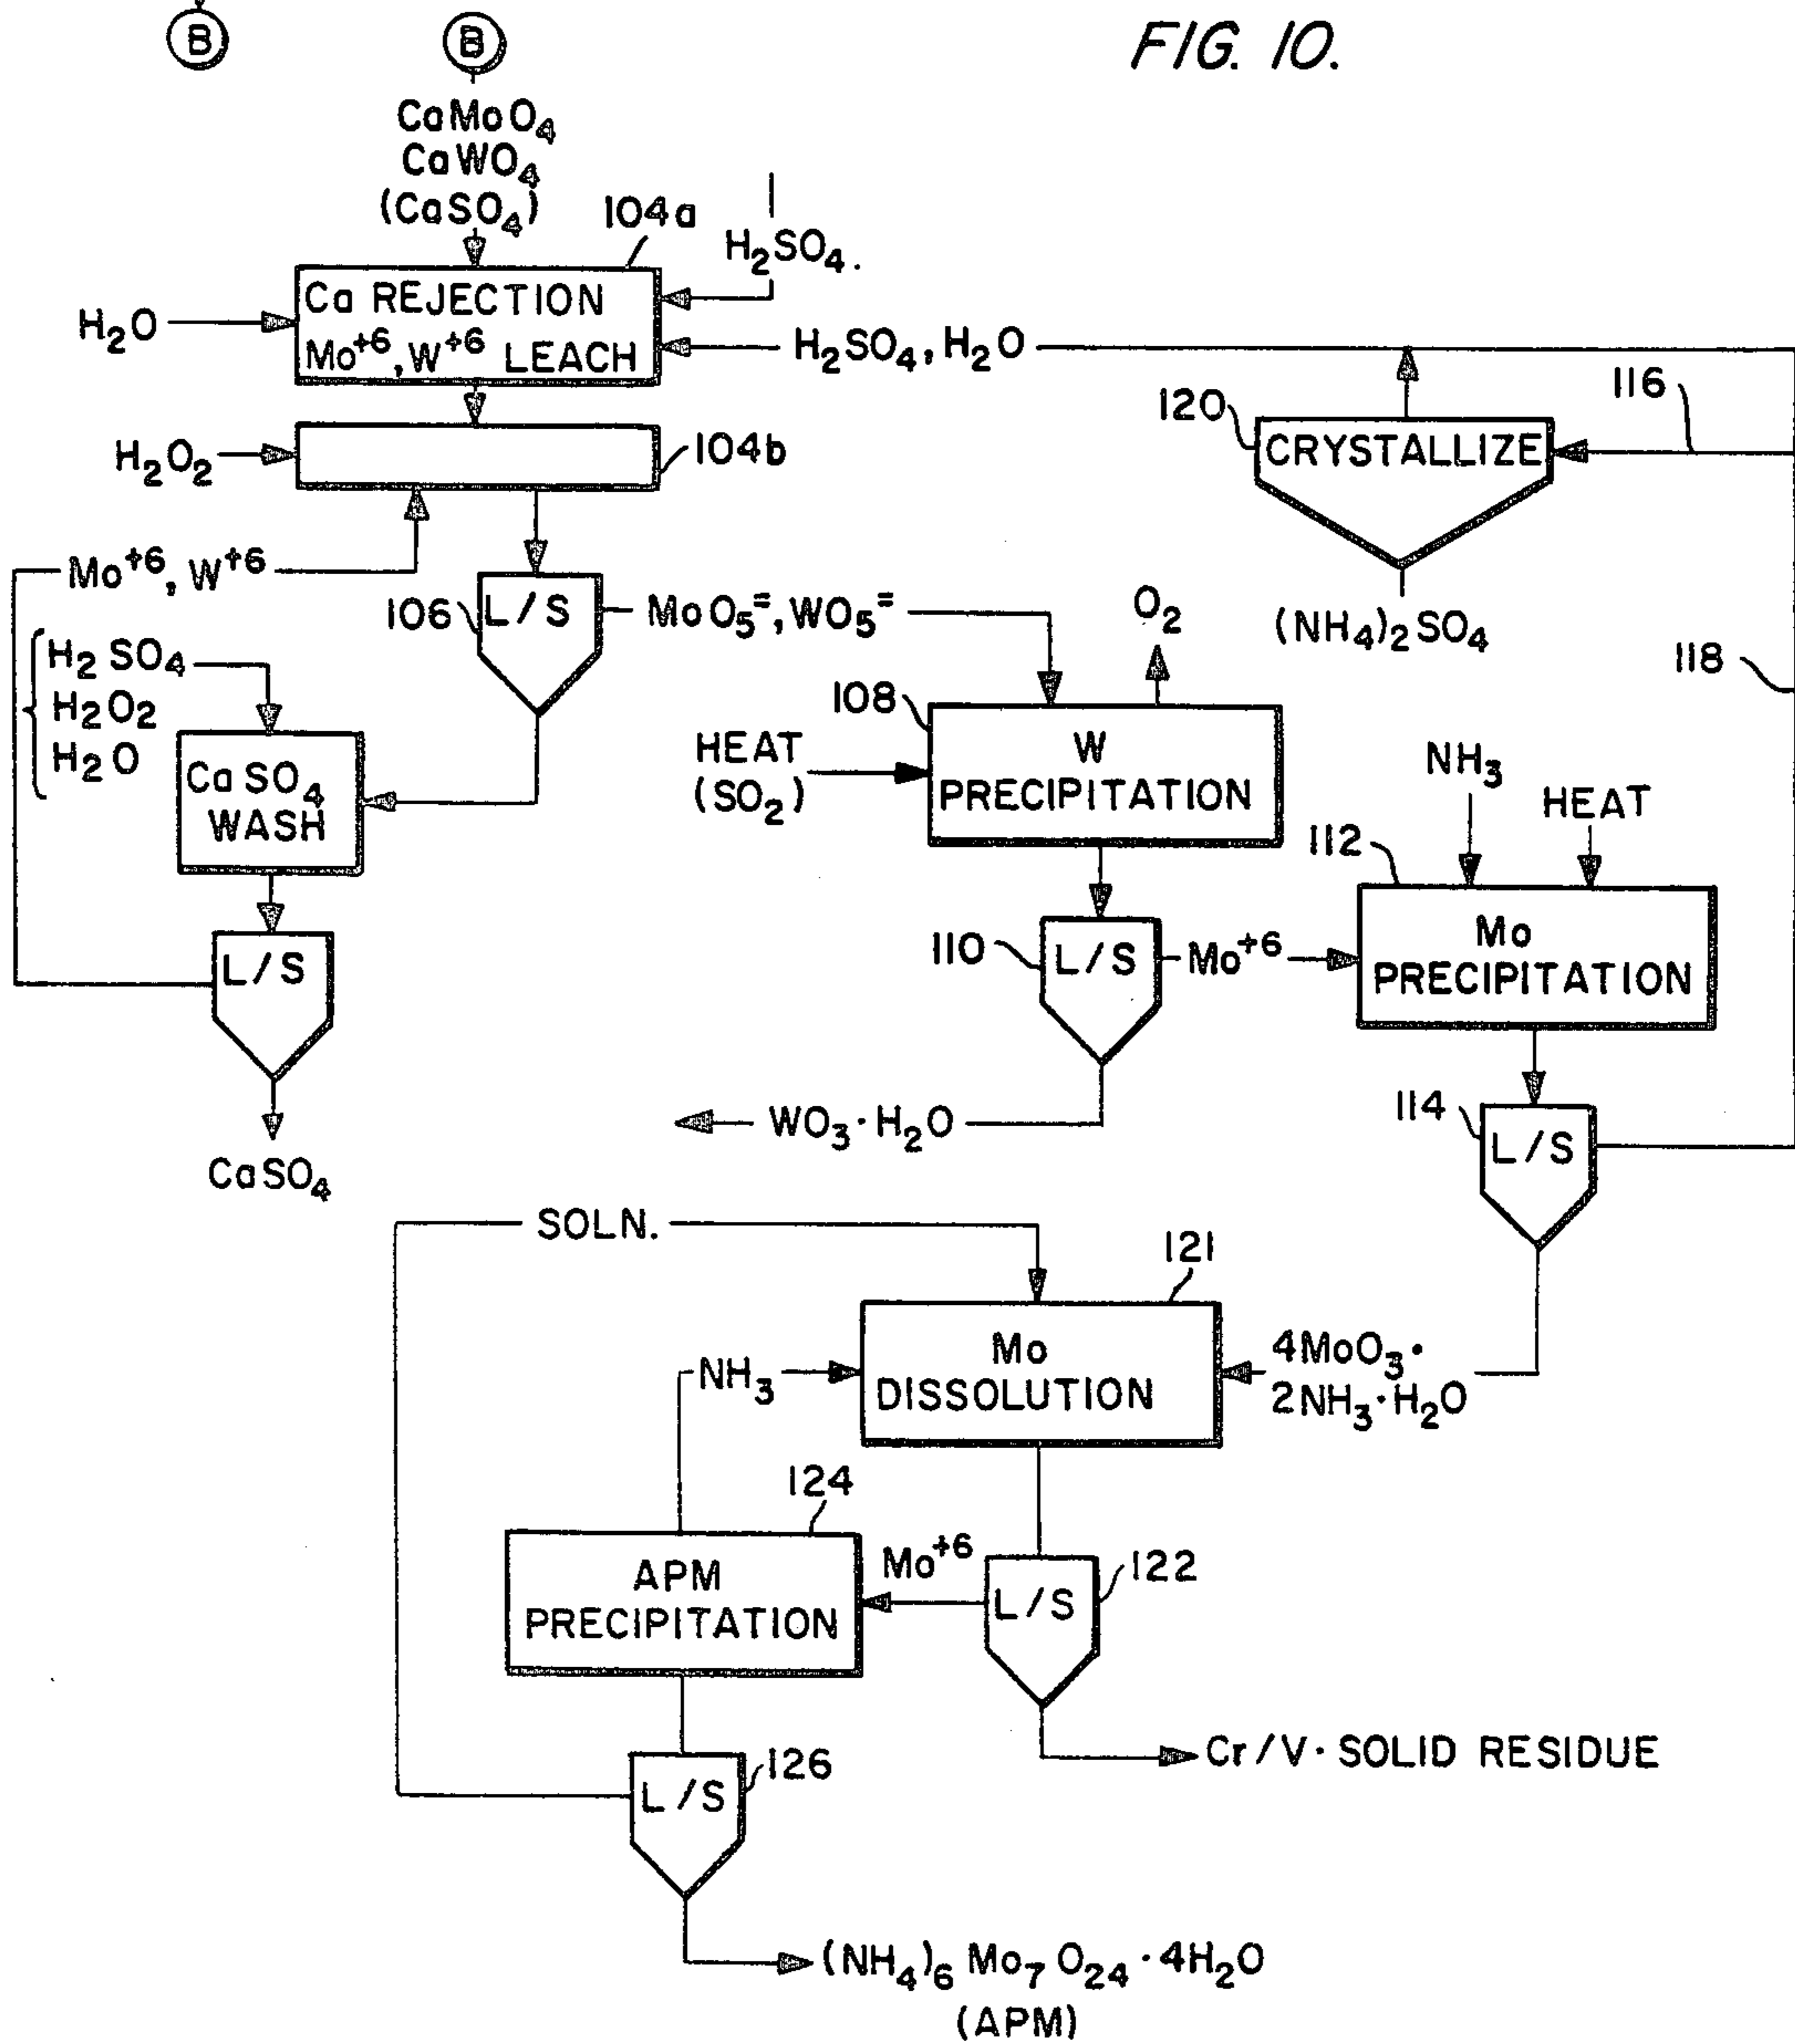 B
B
FIG. 10.
CaMoO₄
CaWO₄
(CaSO₄)
104a
H₂SO₄.
Ca REJECTION
Mo⁺⁶, W⁺⁶ LEACH
H₂O
H₂SO₄, H₂O
116
120
CRYSTALLIZE
H₂O₂
104b
Mo⁺⁶, W⁺⁶
106
L/S
MoO₅⁼, WO₅⁼
O₂
(NH₄)₂SO₄
118
H₂SO₄
H₂O₂
H₂O
CaSO₄
WASH
108
HEAT
(SO₂)
W
PRECIPITATION
NH₃
HEAT
112
L/S
110
L/S
Mo⁺⁶
Mo
PRECIPITATION
114
L/S
WO₃·H₂O
CaSO₄
SOLN.
121
NH₃
Mo
DISSOLUTION
4MoO₃·
2NH₃·H₂O
124
APM
PRECIPITATION
Mo⁺⁶
L/S
122
Cr/V·SOLID RESIDUE
L/S
126
(NH₄)₆Mo₇O₂₄·4H₂O
(APM)